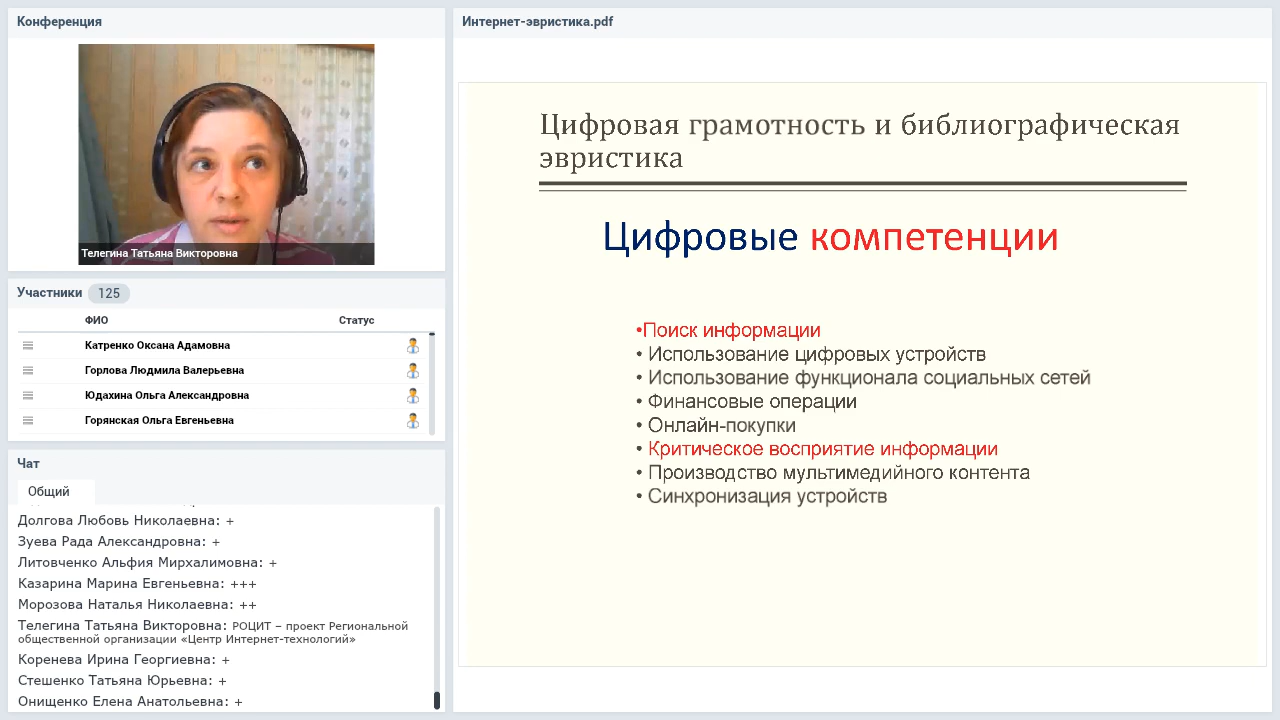 Конференция
Телегина Татьяна Викторовна
Участники 125
ФИО Статус
Катренко Оксана Адамовна
Горлова Людмила Валерьевна
Юдахина Ольга Александровна
Горянская Ольга Евгеньевна
Чат
Общий
Долгова Любовь Николаевна: +
Зуева Рада Александровна: +
Литовченко Альфия Мирхалимовна: +
Казарина Марина Евгеньевна: +++
Морозова Наталья Николаевна: ++
Телегина Татьяна Викторовна: РОЦИТ – проект Региональной
общественной организации «Центр Интернет-технологий»
Коренева Ирина Георгиевна: +
Стешенко Татьяна Юрьевна: +
Онищенко Елена Анатольевна: +
Интернет-эвристика.pdf
Цифровая грамотность и библиографическая
эвристика
Цифровые компетенции
•Поиск информации
• Использование цифровых устройств
• Использование функционала социальных сетей
• Финансовые операции
• Онлайн-покупки
• Критическое восприятие информации
• Производство мультимедийного контента
• Синхронизация устройств